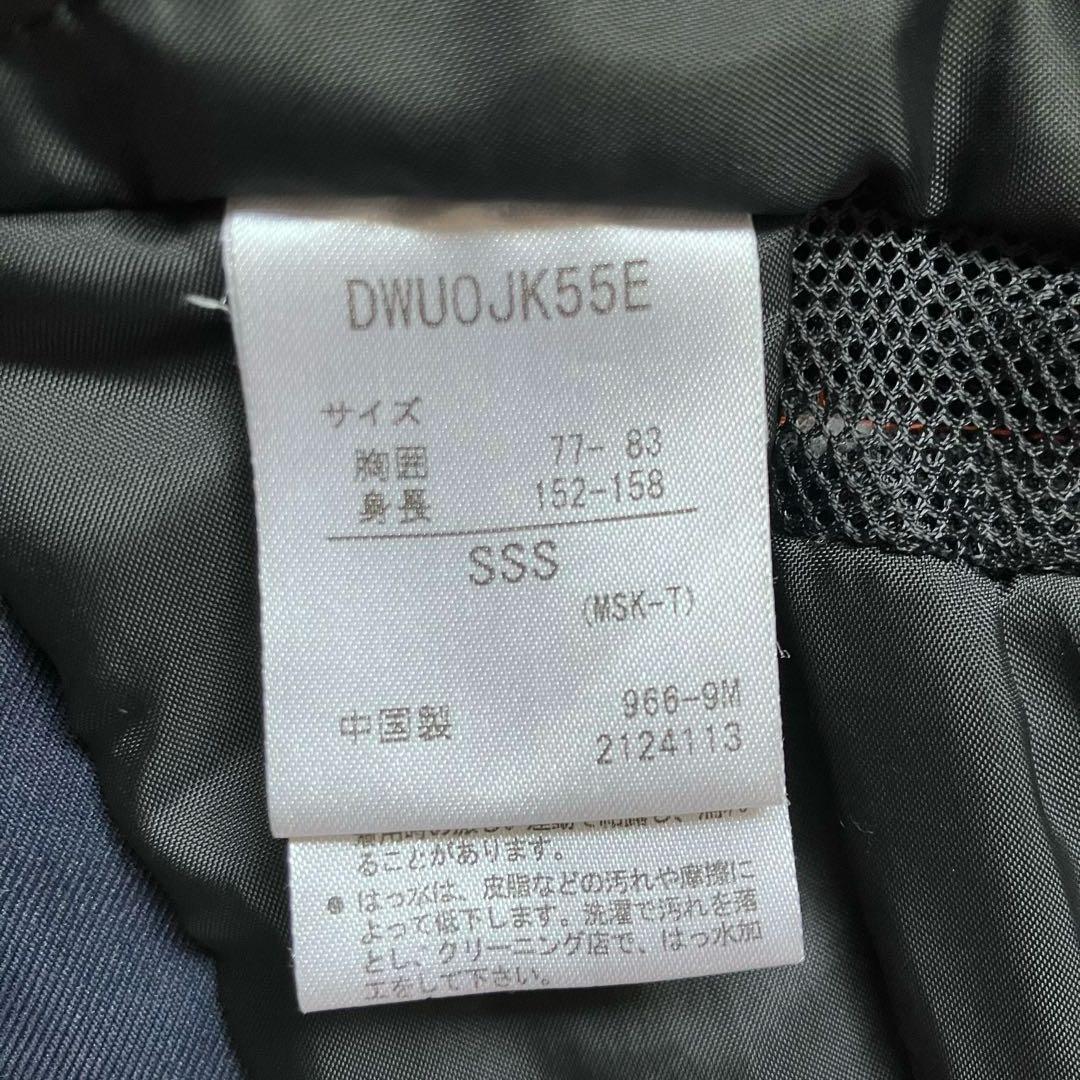 DWUOJK55E
サイズ
胸囲 77- 83
身長 152-158
SSS
(MSK-T)
966-9M
中国製
2124113
ることがあります。
● はっ水は、皮脂などの汚れや摩擦に
よって低下します。洗濯で汚れを落
とし、クリーニング店で、はっ水加
工をして下さい。